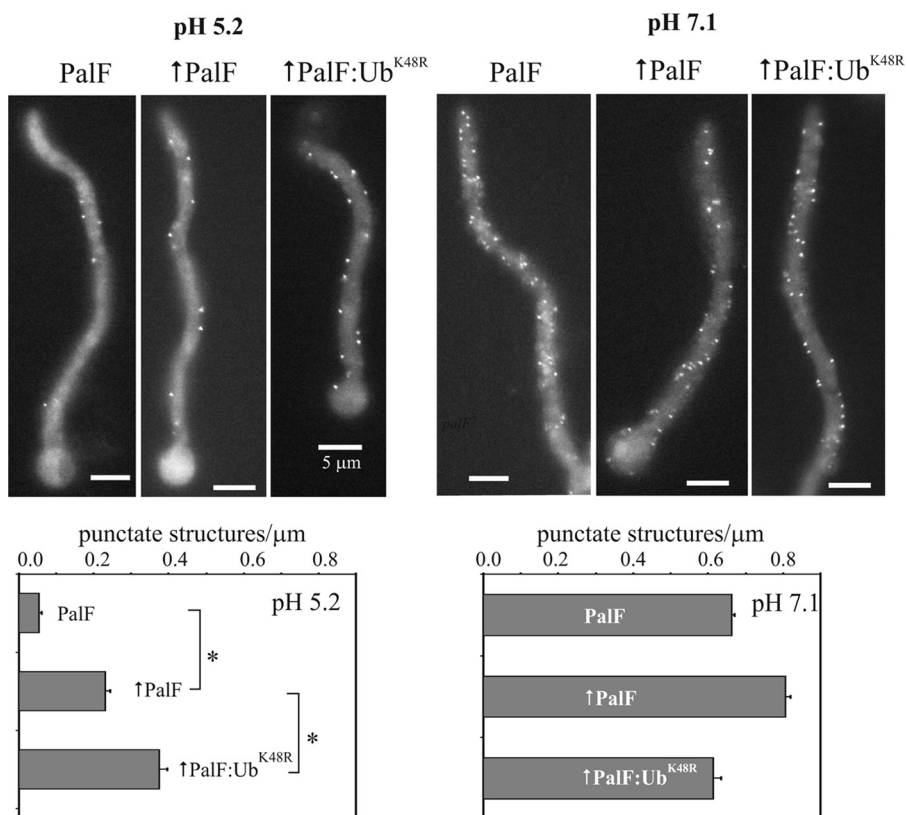 pH 5.2
PalF
↑PalF
↑PalF:Ub^K48R
5 μm
pH 7.1
PalF
↑PalF
↑PalF:Ub^K48R
palF
punctate structures/μm
0.0 0.2 0.4 0.6 0.8
pH 5.2
PalF
*
↑PalF
*
↑PalF:Ub^K48R
punctate structures/μm
0.0 0.2 0.4 0.6 0.8
pH 7.1
PalF
↑PalF
↑PalF:Ub^K48R